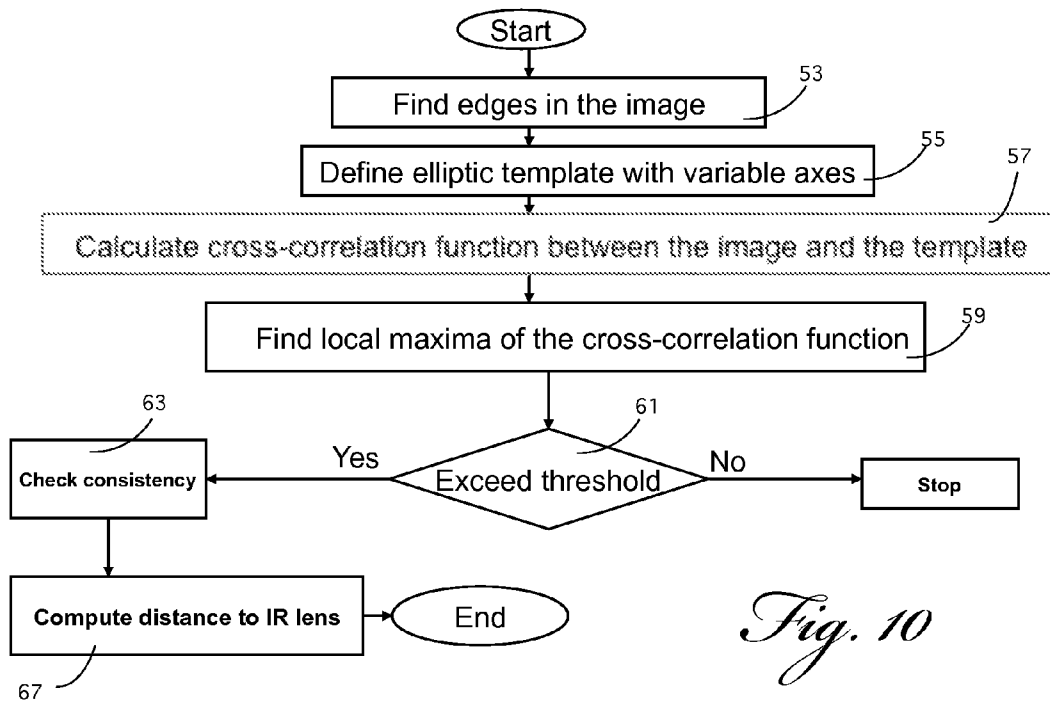 Start
53
Find edges in the image
55
Define elliptic template with variable axes
57
Calculate cross-correlation function between the image and the template
59
Find local maxima of the cross-correlation function
61
Exceed threshold
Yes
No
63
Check consistency
Stop
Compute distance to IR lens
67
End
Fig. 10